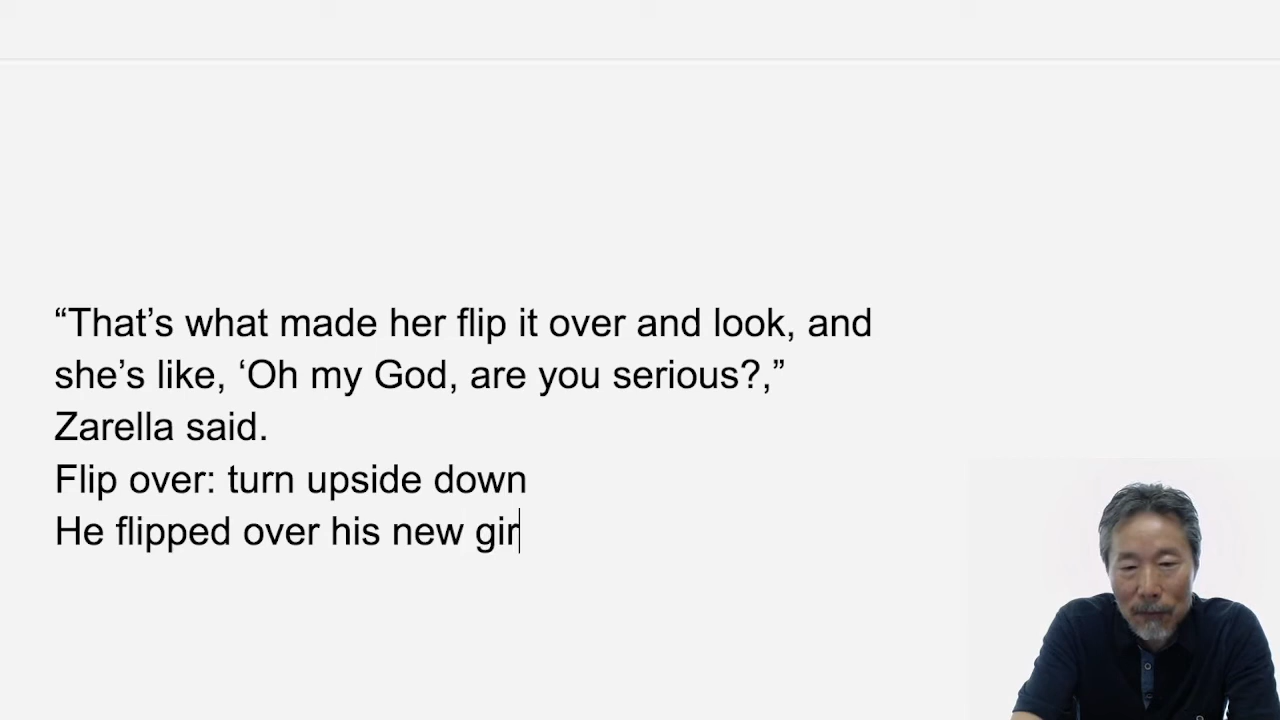 “That’s what made her flip it over and look, and
she’s like, ‘Oh my God, are you serious?,”
Zarella said.
Flip over: turn upside down
He flipped over his new gir